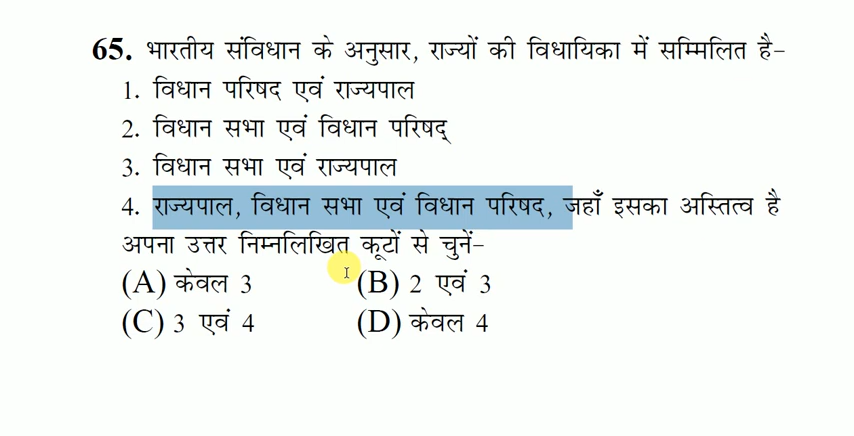 65. भारतीय संविधान के अनुसार, राज्यों की विधायिका में सम्मिलित है–
1. विधान परिषद एवं राज्यपाल
2. विधान सभा एवं विधान परिषद्
3. विधान सभा एवं राज्यपाल
4. राज्यपाल, विधान सभा एवं विधान परिषद, जहाँ इसका अस्तित्व है
अपना उत्तर निम्नलिखित कूटों से चुनें–
(A) केवल 3 (B) 2 एवं 3
(C) 3 एवं 4 (D) केवल 4